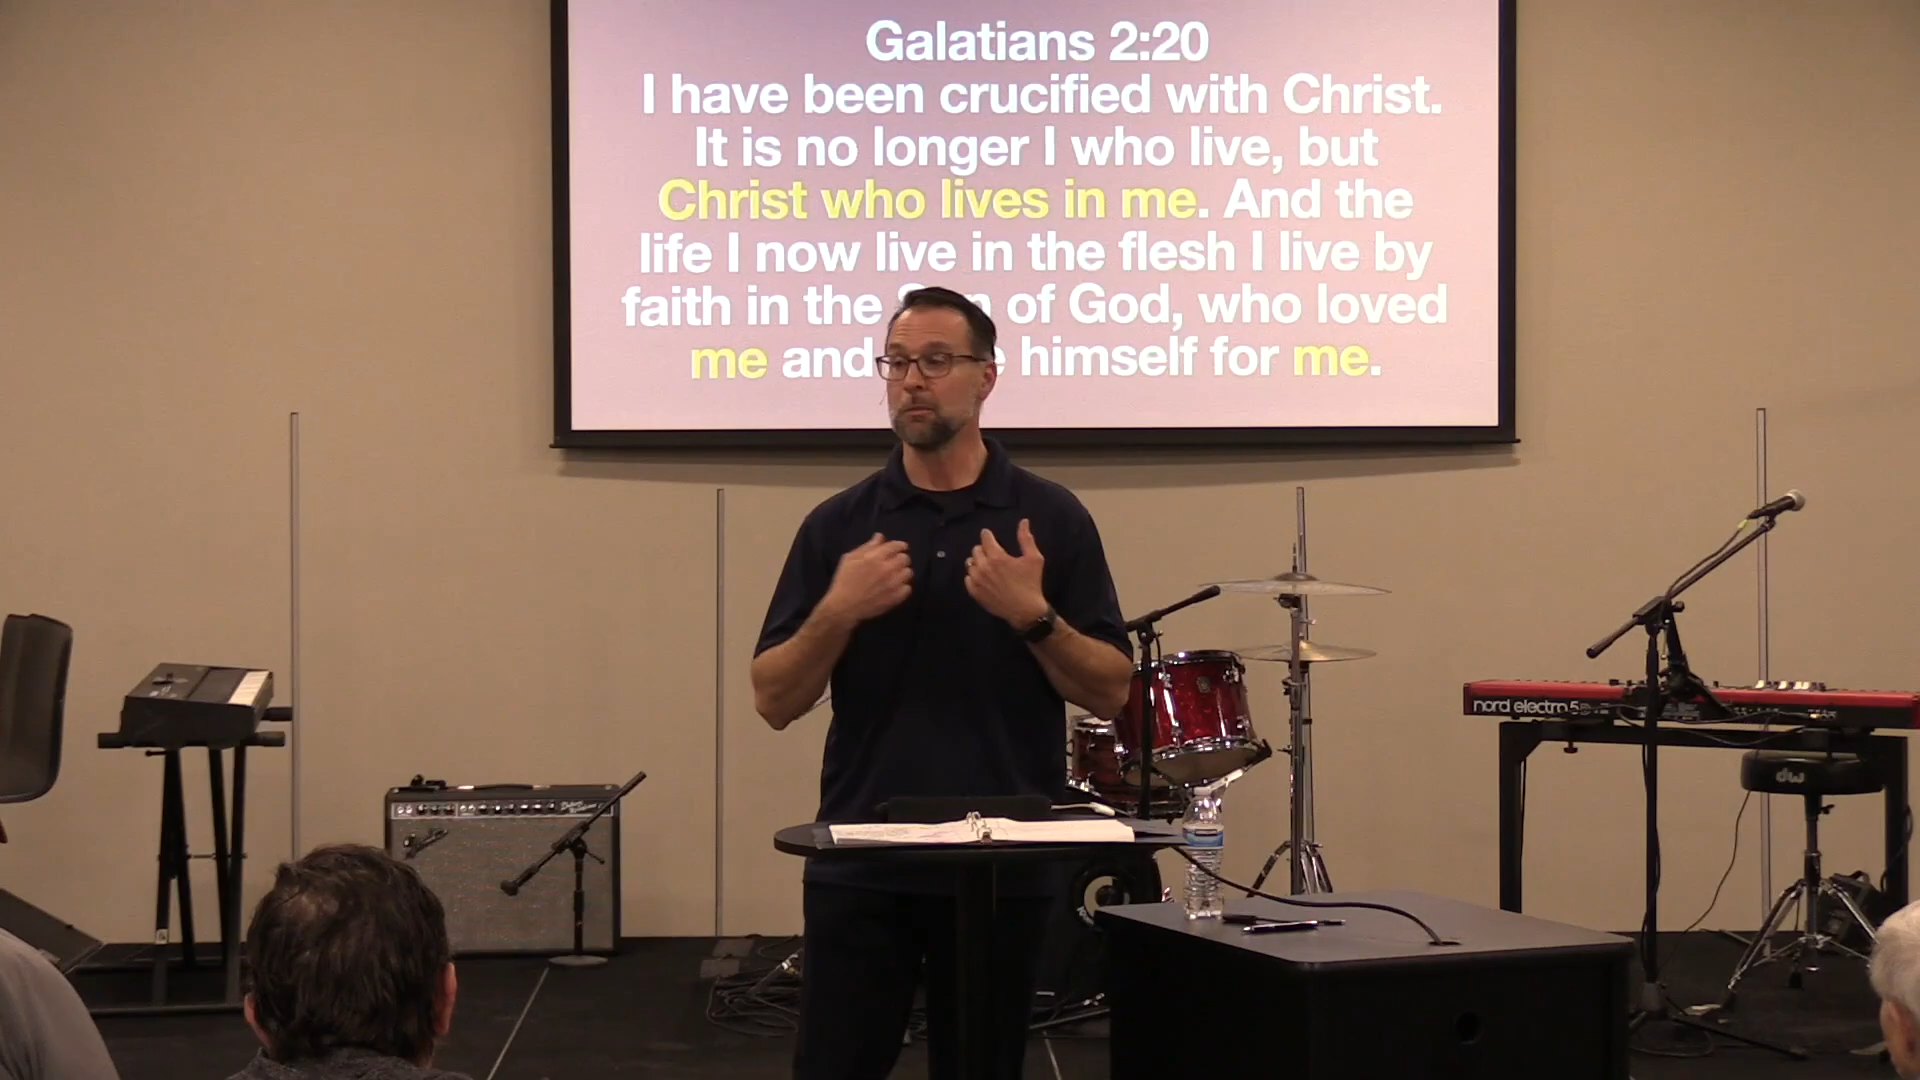 Galatians 2:20
I have been crucified with Christ.
It is no longer I who live, but
Christ who lives in me. And the
life I now live in the flesh I live by
faith in the of God, who loved
me and himself for me.
nord electro 5D
dw